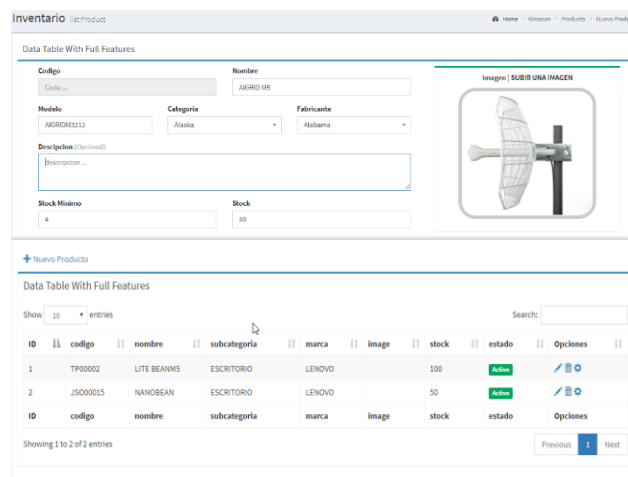 Inventario list Product
Home > Almacen > Producto > Nuevo Produ
Data Table With Full Features
Codigo Nombre
Code ... AIGRID M5
Modelo Categoria Fabricante
AIGRIDM3212 Alaska Alabama
Descipcion (Opcional)
descripcion ...
Stock Minimo Stock
4 50
Imagen | SUBIR UNA IMAGEN
Nuevo Producto
Data Table With Full Features
Show 10 entries Search:
ID codigo nombre subcategoria marca image stock estado Opciones
1 TP00002 LITE BEANM5 ESCRITORIO LENOVO 100 Activo
2 JSO00015 NANOBEAN ESCRITORIO LENOVO 50 Activo
ID codigo nombre subcategoria marca image stock estado Opciones
Showing 1 to 2 of 2 entries Previous 1 Next